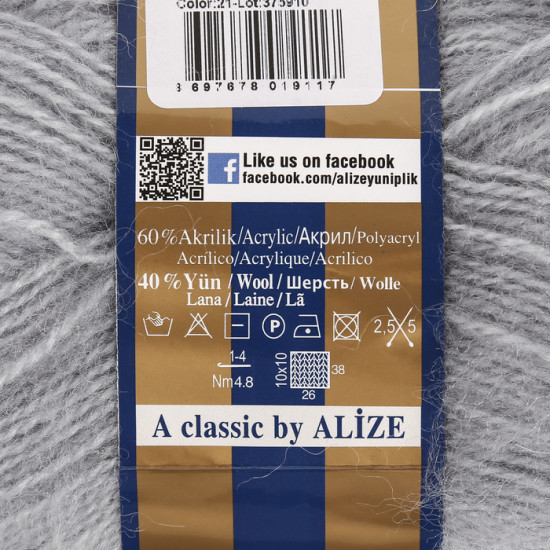 Color:21-Lot:375910
8 697678 019117
Like us on facebook
facebook.com/alizeyuniplik
60%Akrilik/Acrylic/Акрил/Polyacryl
Acrílico/Acrylique/Acrilico
40%Yün/Wool/Шерсть/Wolle
Lana/Laine/Lã
P 2,5 5
1-4
Nm4.8
10x10
38
26
A classic by ALİZE